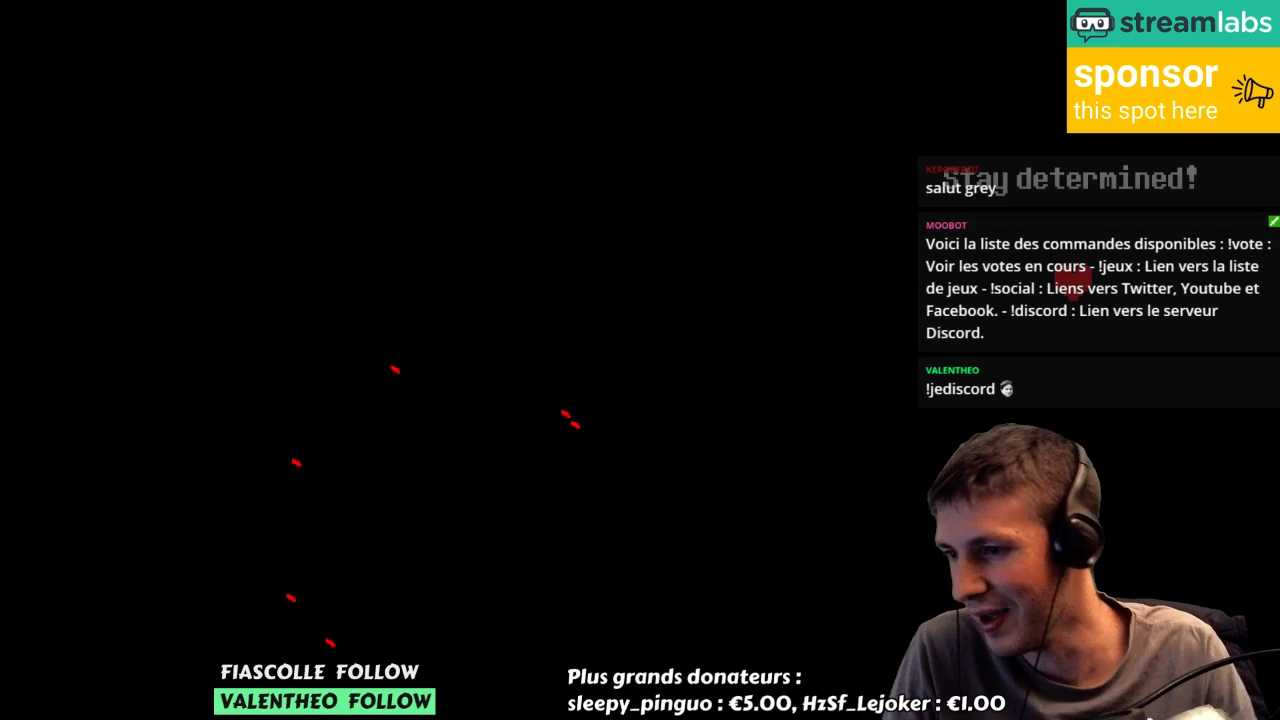 streamlabs
sponsor
this spot here
stay determined!
salut grey
MOOBOT
Voici la liste des commandes disponibles : !vote :
Voir les votes en cours - !jeux : Lien vers la liste
de jeux - !social : Liens vers Twitter, Youtube et
Facebook. - !discord : Lien vers le serveur
Discord.
VALENTHEO
!jediscord
FIASCOLLE FOLLOW
VALENTHEO FOLLOW
Plus grands donateurs :
sleepy_pinguo : €5.00, HzSf_Lejoker : €1.00